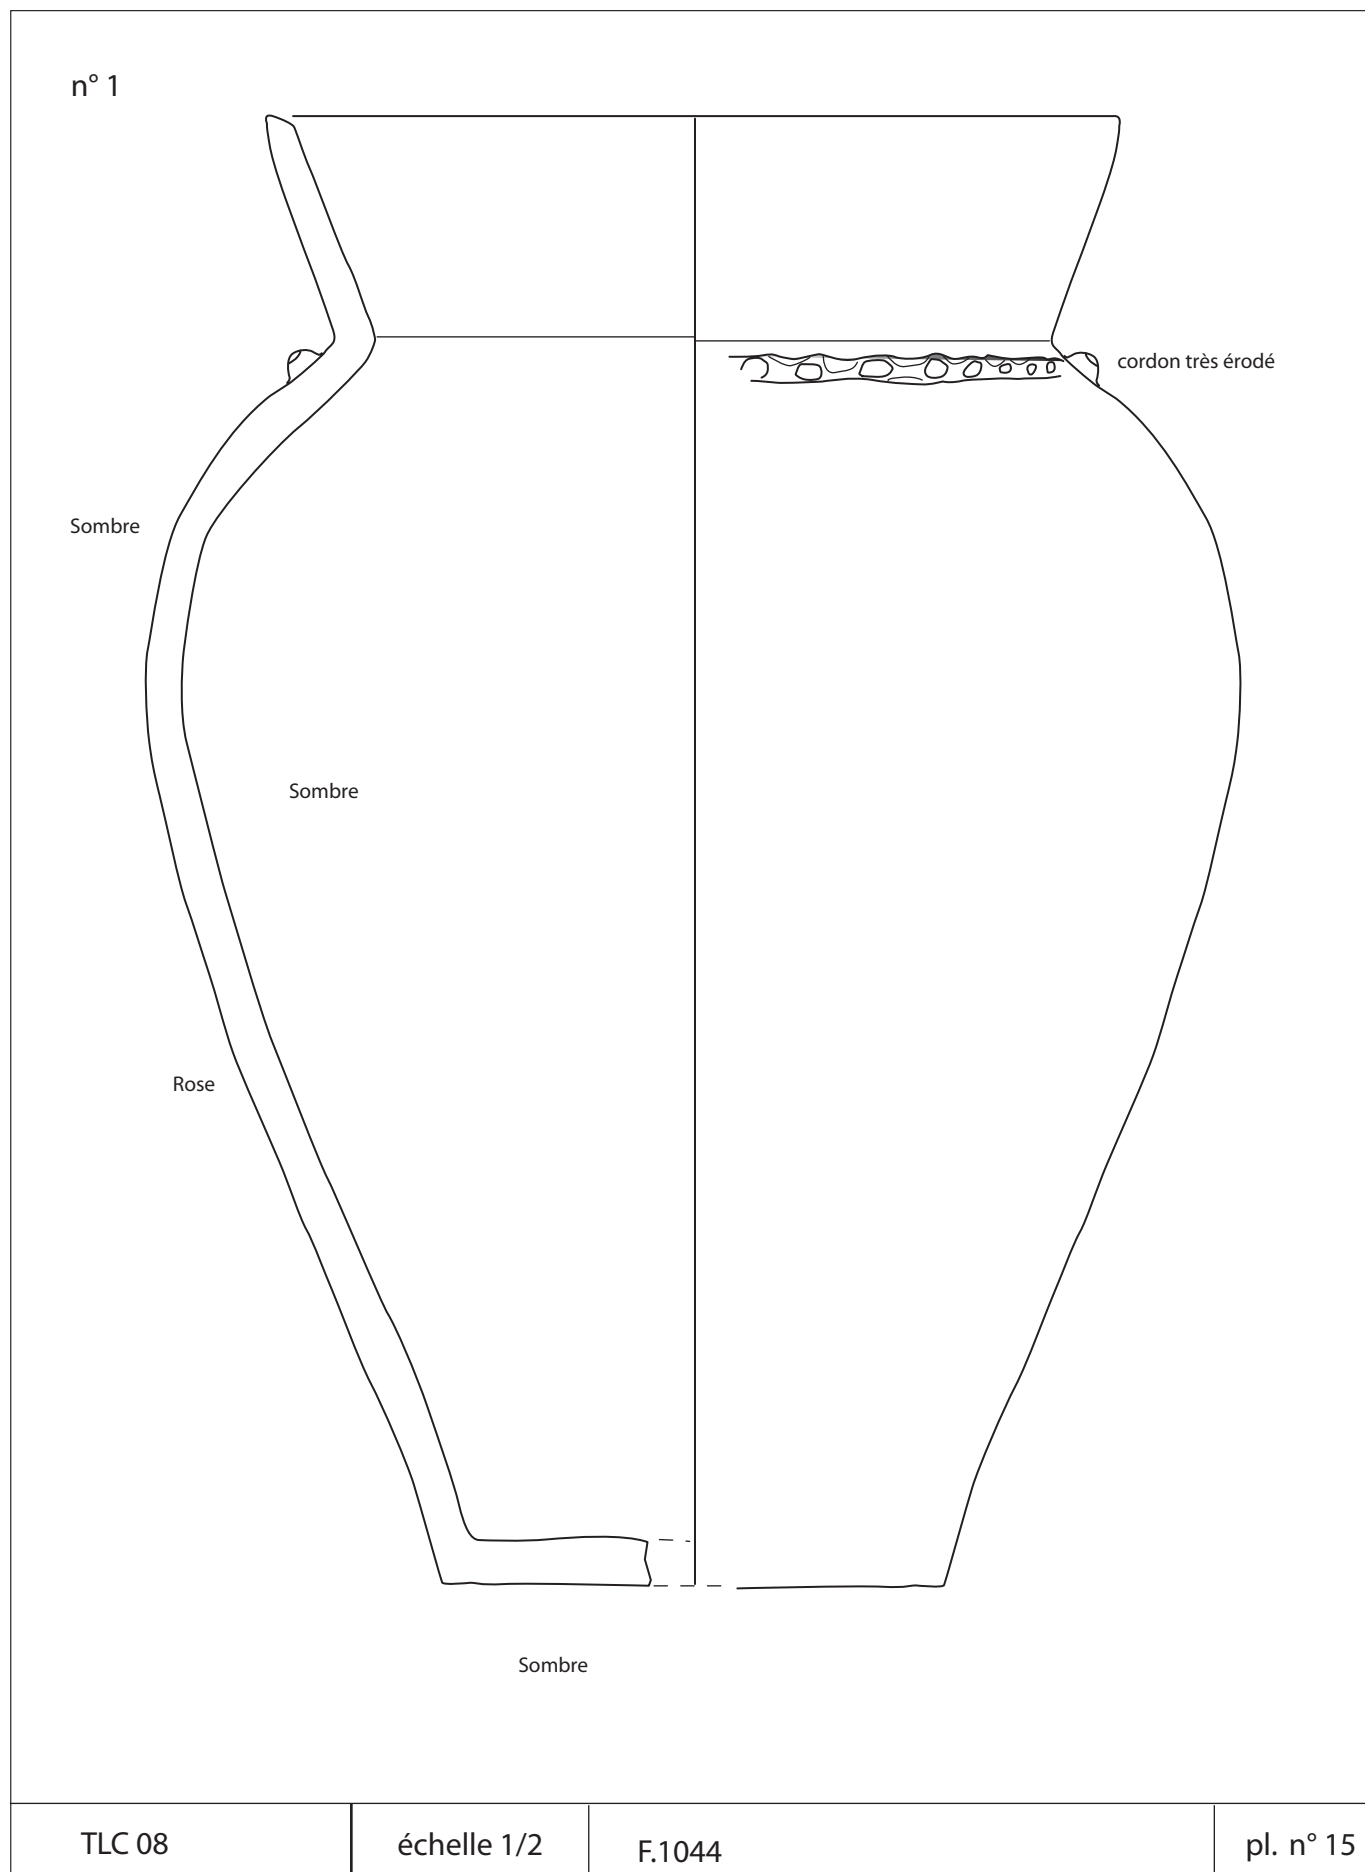 n° 1
cordon très érodé
Sombre
Sombre
Rose
Sombre
TLC 08
échelle 1/2
F.1044
pl. n° 15